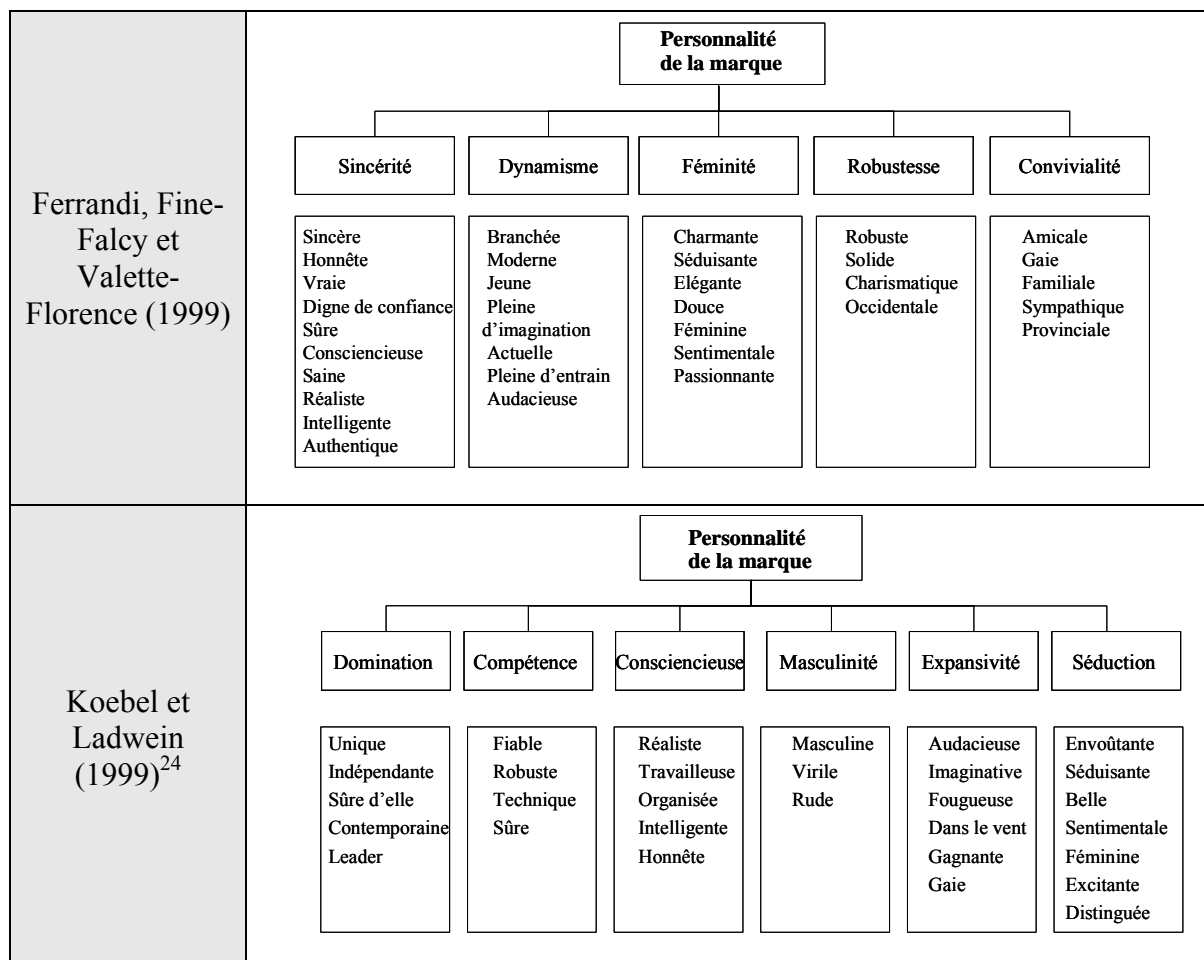 Ferrandi, Fine-
Falcy et
Valette-
Florence (1999)
Personnalité
de la marque
Sincérité
Dynamisme
Féminité
Robustesse
Convivialité
Sincère
Honnête
Vraie
Digne de confiance
Sûre
Consciencieuse
Saine
Réaliste
Intelligente
Authentique
Branchée
Moderne
Jeune
Pleine
d'imagination
Actuelle
Pleine d'entrain
Audacieuse
Charmante
Séduisante
Elégante
Douce
Féminine
Sentimentale
Passionnante
Robuste
Solide
Charismatique
Occidentale
Amicale
Gaie
Familiale
Sympathique
Provinciale
Koebel et
Ladwein
(1999)24
Personnalité
de la marque
Domination
Compétence
Consciencieuse
Masculinité
Expansivité
Séduction
Unique
Indépendante
Sûre d'elle
Contemporaine
Leader
Fiable
Robuste
Technique
Sûre
Réaliste
Travailleuse
Organisée
Intelligente
Honnête
Masculine
Virile
Rude
Audacieuse
Imaginative
Fougueuse
Dans le vent
Gagnante
Gaie
Envoûtante
Séduisante
Belle
Sentimentale
Féminine
Excitante
Distinguée